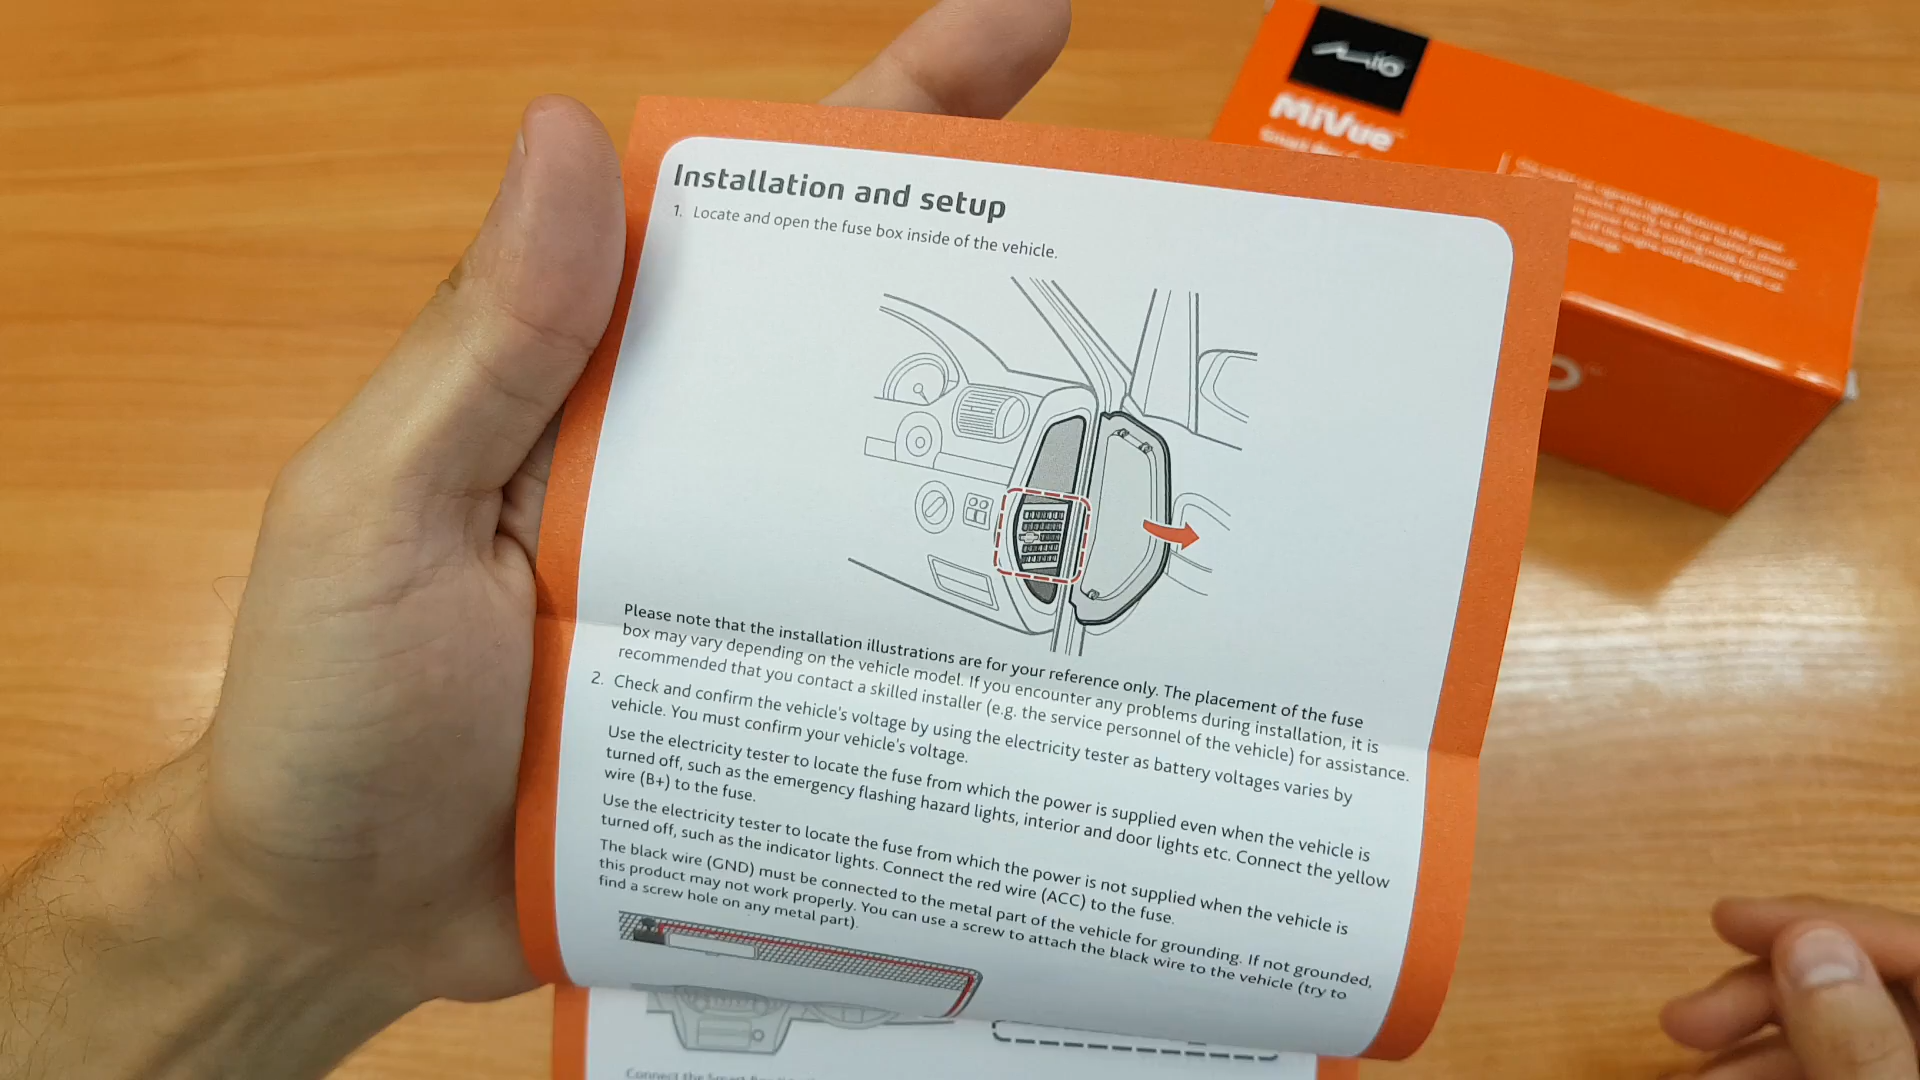 Mio
MiVue™
Installation and setup
1. Locate and open the fuse box inside of the vehicle.
Please note that the installation illustrations are for your reference only. The placement of the fuse
box may vary depending on the vehicle model. If you encounter any problems during installation, it is
recommended that you contact a skilled installer (e.g. the service personnel of the vehicle) for assistance.
2. Check and confirm the vehicle's voltage by using the electricity tester as battery voltages varies by
vehicle. You must confirm your vehicle's voltage.
Use the electricity tester to locate the fuse from which the power is supplied even when the vehicle is
turned off, such as the emergency flashing hazard lights, interior and door lights etc. Connect the yellow
wire (B+) to the fuse.
Use the electricity tester to locate the fuse from which the power is not supplied when the vehicle is
turned off, such as the indicator lights. Connect the red wire (ACC) to the fuse.
The black wire (GND) must be connected to the metal part of the vehicle for grounding. If not grounded,
this product may not work properly. You can use a screw to attach the black wire to the vehicle (try to
find a screw hole on any metal part).
Connect the